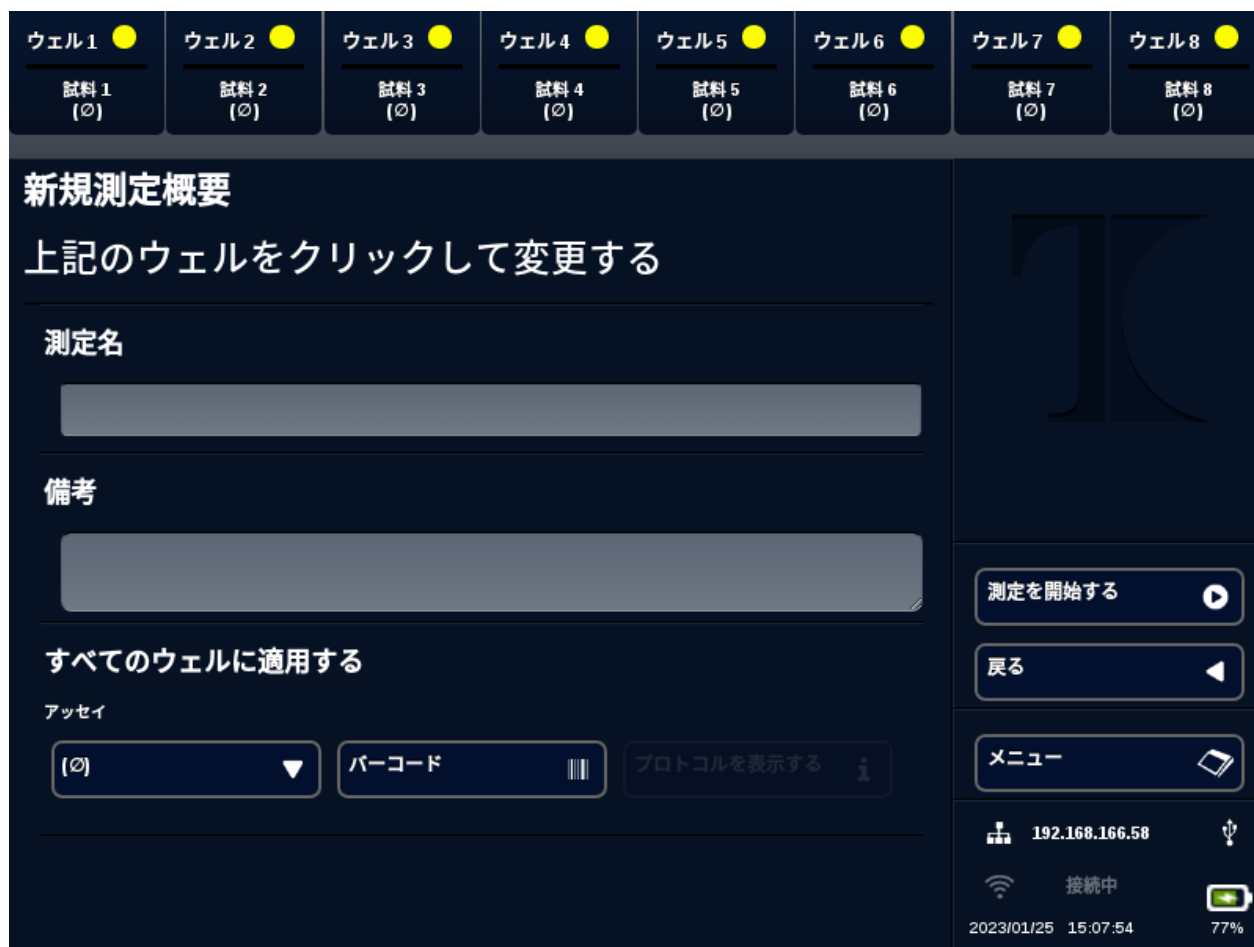 ウェル1 ウェル2 ウェル3 ウェル4 ウェル5 ウェル6 ウェル7 ウェル8
試料1 試料2 試料3 試料4 試料5 試料6 試料7 試料8
(∅) (∅) (∅) (∅) (∅) (∅) (∅) (∅)
新規測定概要
上記のウェルをクリックして変更する
測定名
備考
すべてのウェルに適用する
アッセイ
(∅) バーコード プロトコルを表示する
測定を開始する
戻る
メニュー
192.168.166.58
接続中
2023/01/25 15:07:54 77%